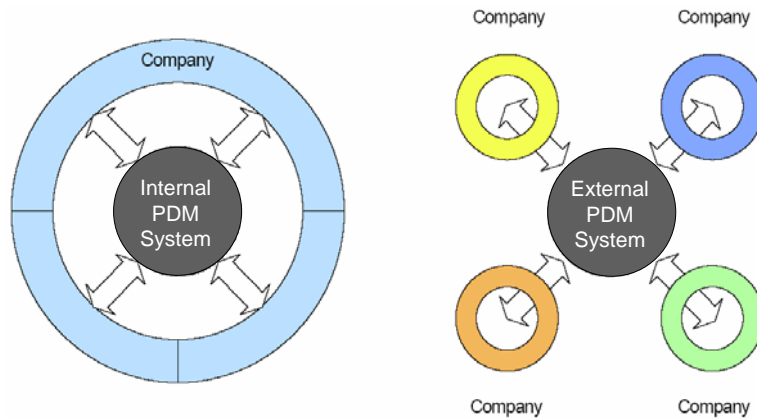 Company
Internal
PDM
System
Company
Company
External
PDM
System
Company
Company